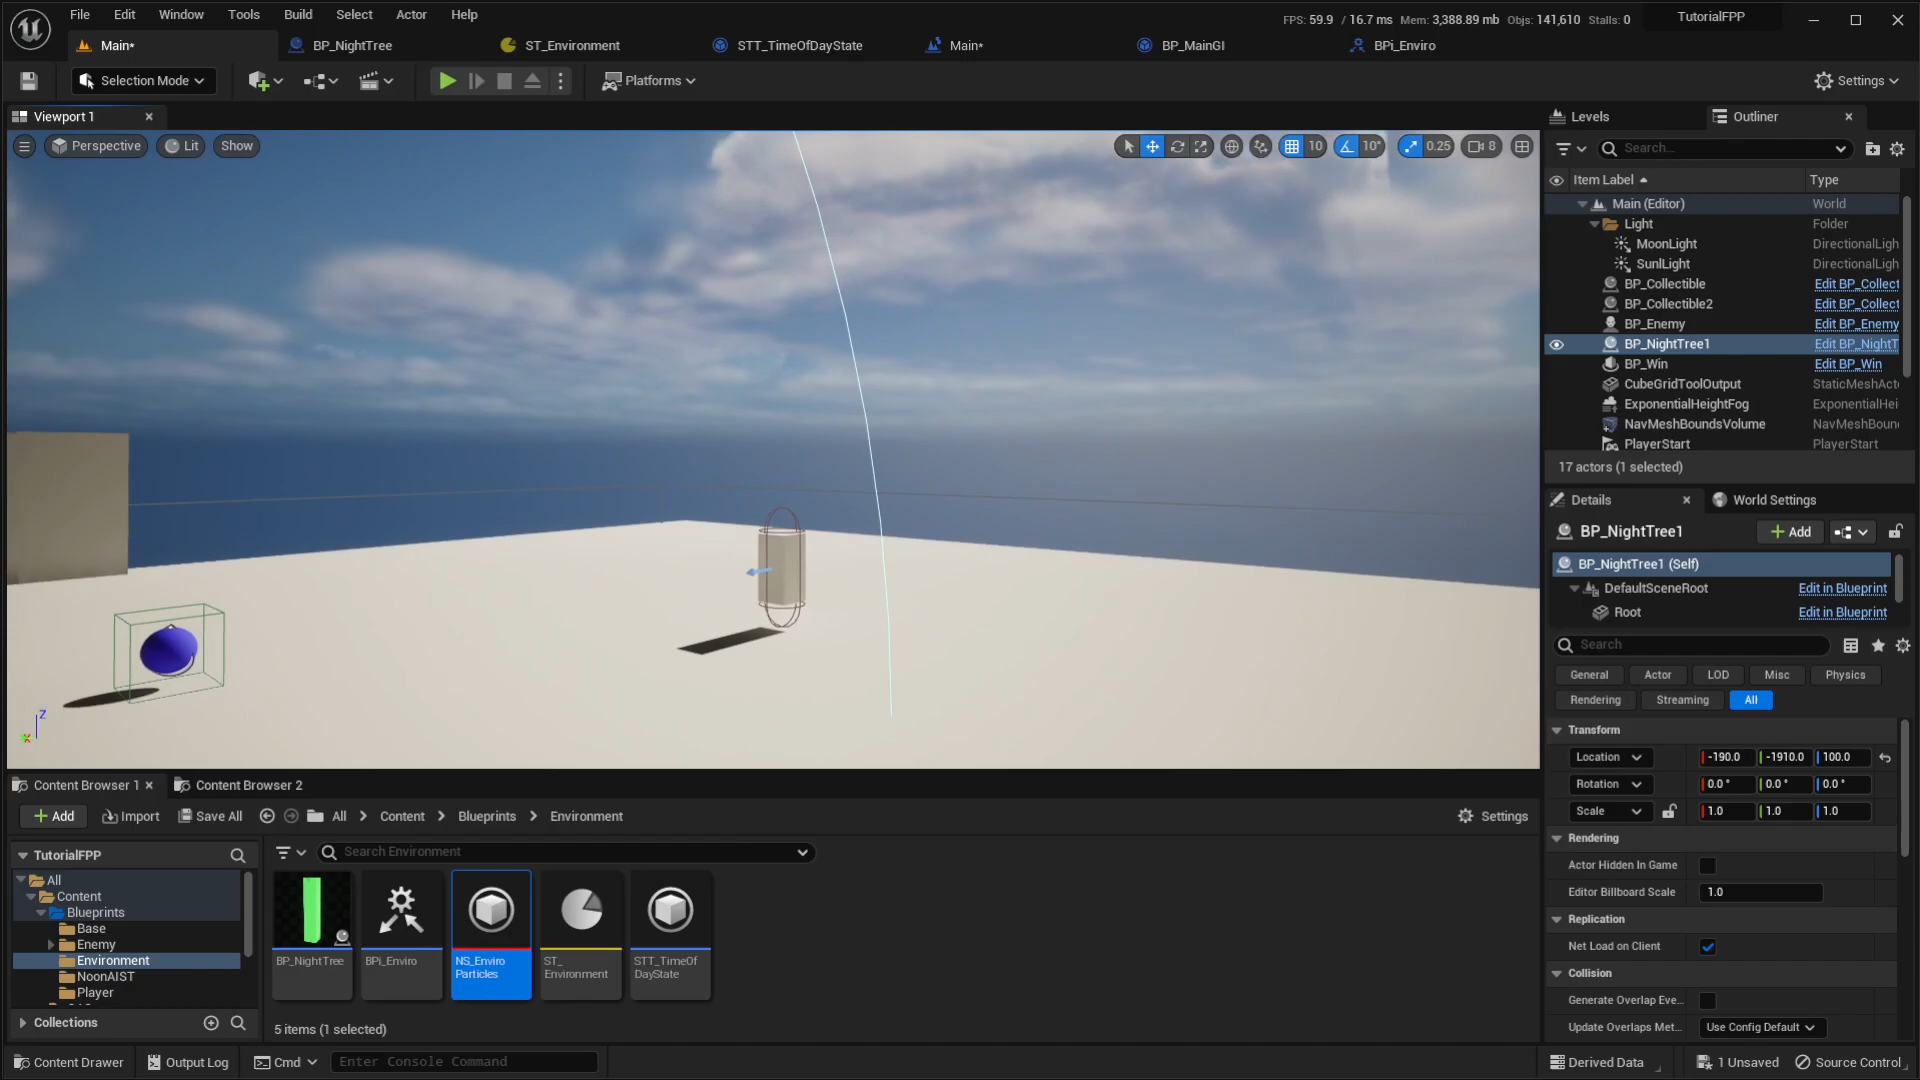 File Edit Window Tools Build Select Actor Help
FPS: 59.9 / 16.7 ms Mem: 3,388.89 mb Objs: 141,610 Stalls: 0
TutorialFPP
Main* BP_NightTree ST_Environment STT_TimeOfDayState Main* BP_MainGI BPi_Enviro
Selection Mode Platforms Settings
Viewport 1
Perspective Lit Show 10 10° 0.25 8
Z
X
Levels Outliner
Search...
Item Label Type
Main (Editor) World
Light Folder
MoonLight DirectionalLigh
SunlLight DirectionalLigh
BP_Collectible Edit BP_Collect
BP_Collectible2 Edit BP_Collect
BP_Enemy Edit BP_Enemy
BP_NightTree1 Edit BP_NightT
BP_Win Edit BP_Win
CubeGridToolOutput StaticMeshActo
ExponentialHeightFog ExponentialHei
NavMeshBoundsVolume NavMeshBoun
PlayerStart PlayerStart
17 actors (1 selected)
Details World Settings
BP_NightTree1 Add
BP_NightTree1 (Self)
DefaultSceneRoot Edit in Blueprint
Root Edit in Blueprint
Search
General Actor LOD Misc Physics
Rendering Streaming All
Transform
Location -190.0 -1910.0 100.0
Rotation 0.0 ° 0.0 ° 0.0 °
Scale 1.0 1.0 1.0
Rendering
Actor Hidden In Game
Editor Billboard Scale 1.0
Replication
Net Load on Client
Collision
Generate Overlap Eve...
Update Overlaps Met... Use Config Default
Content Browser 1 Content Browser 2
Add Import Save All All Content Blueprints Environment Settings
TutorialFPP
Search Environment
All
Content
Blueprints
Base
Enemy
Environment
NoonAIST
Player
Collections
BP_NightTree
BPi_Enviro
NS_Enviro
Particles
ST_
Environment
STT_TimeOf
DayState
5 items (1 selected)
Content Drawer Output Log Cmd Enter Console Command Derived Data 1 Unsaved Source Control